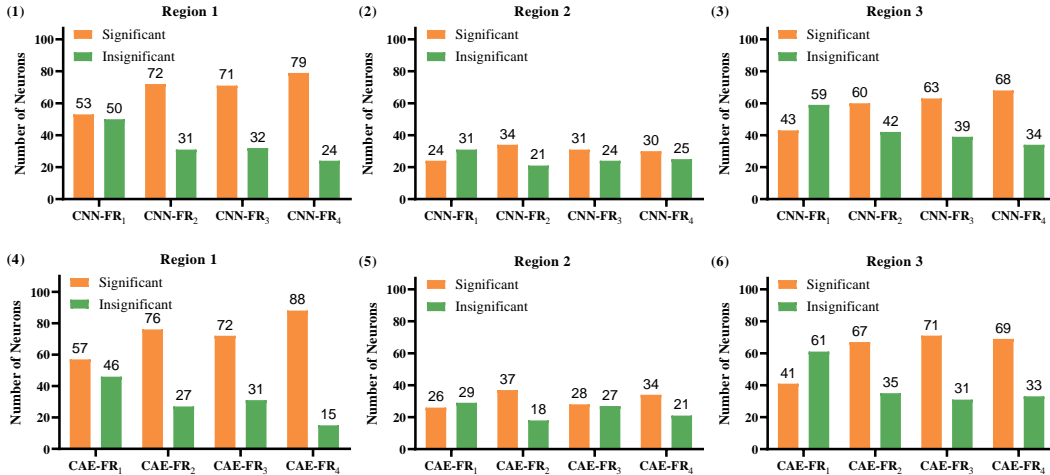 (1) Region 1
Significant
Insignificant
Number of Neurons
100
80
60
40
20
0
53 50 72 31 71 32 79 24
CNN-FR1 CNN-FR2 CNN-FR3 CNN-FR4
(2) Region 2
Significant
Insignificant
Number of Neurons
100
80
60
40
20
0
24 31 34 21 31 24 30 25
CNN-FR1 CNN-FR2 CNN-FR3 CNN-FR4
(3) Region 3
Significant
Insignificant
Number of Neurons
100
80
60
40
20
0
43 59 60 42 63 39 68 34
CNN-FR1 CNN-FR2 CNN-FR3 CNN-FR4
(4) Region 1
Significant
Insignificant
Number of Neurons
100
80
60
40
20
0
57 46 76 27 72 31 88 15
CAE-FR1 CAE-FR2 CAE-FR3 CAE-FR4
(5) Region 2
Significant
Insignificant
Number of Neurons
100
80
60
40
20
0
26 29 37 18 28 27 34 21
CAE-FR1 CAE-FR2 CAE-FR3 CAE-FR4
(6) Region 3
Significant
Insignificant
Number of Neurons
100
80
60
40
20
0
41 61 67 35 71 31 69 33
CAE-FR1 CAE-FR2 CAE-FR3 CAE-FR4